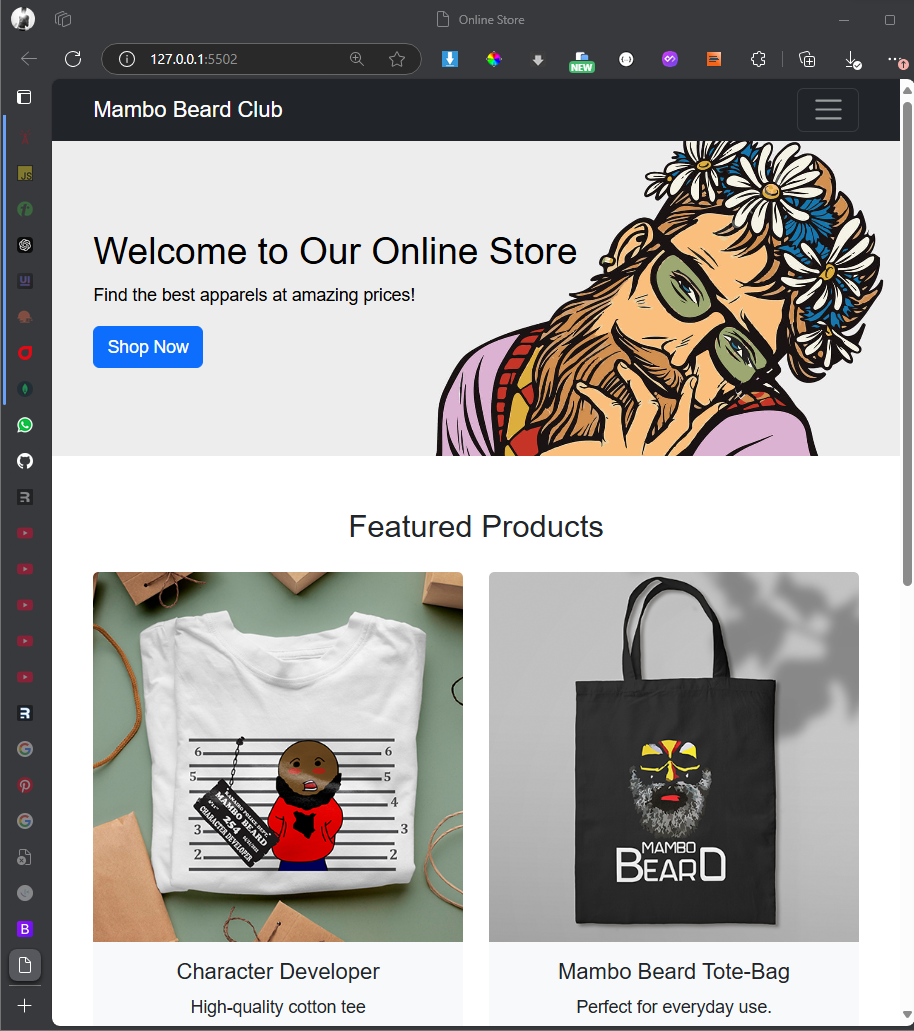 Online Store
127.0.0.1:5502
NEW
JS
UI
Mambo Beard Club
Welcome to Our Online Store
Find the best apparels at amazing prices!
Shop Now
Featured Products
6 6
5 5
4
3 3
2 2
MAMBO BEARD
254
CHARACTER DEVELOPER
MAMBO
BEARD
Character Developer
Mambo Beard Tote-Bag
High-quality cotton tee
Perfect for everyday use.
B